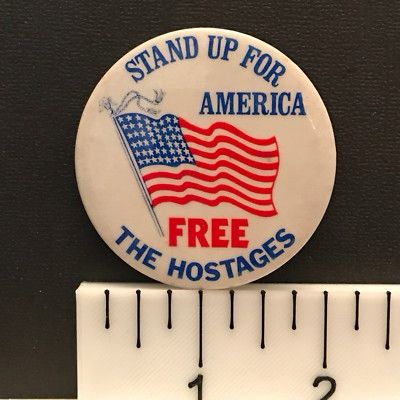 STAND UP FOR
AMERICA
FREE
THE HOSTAGES
1
2